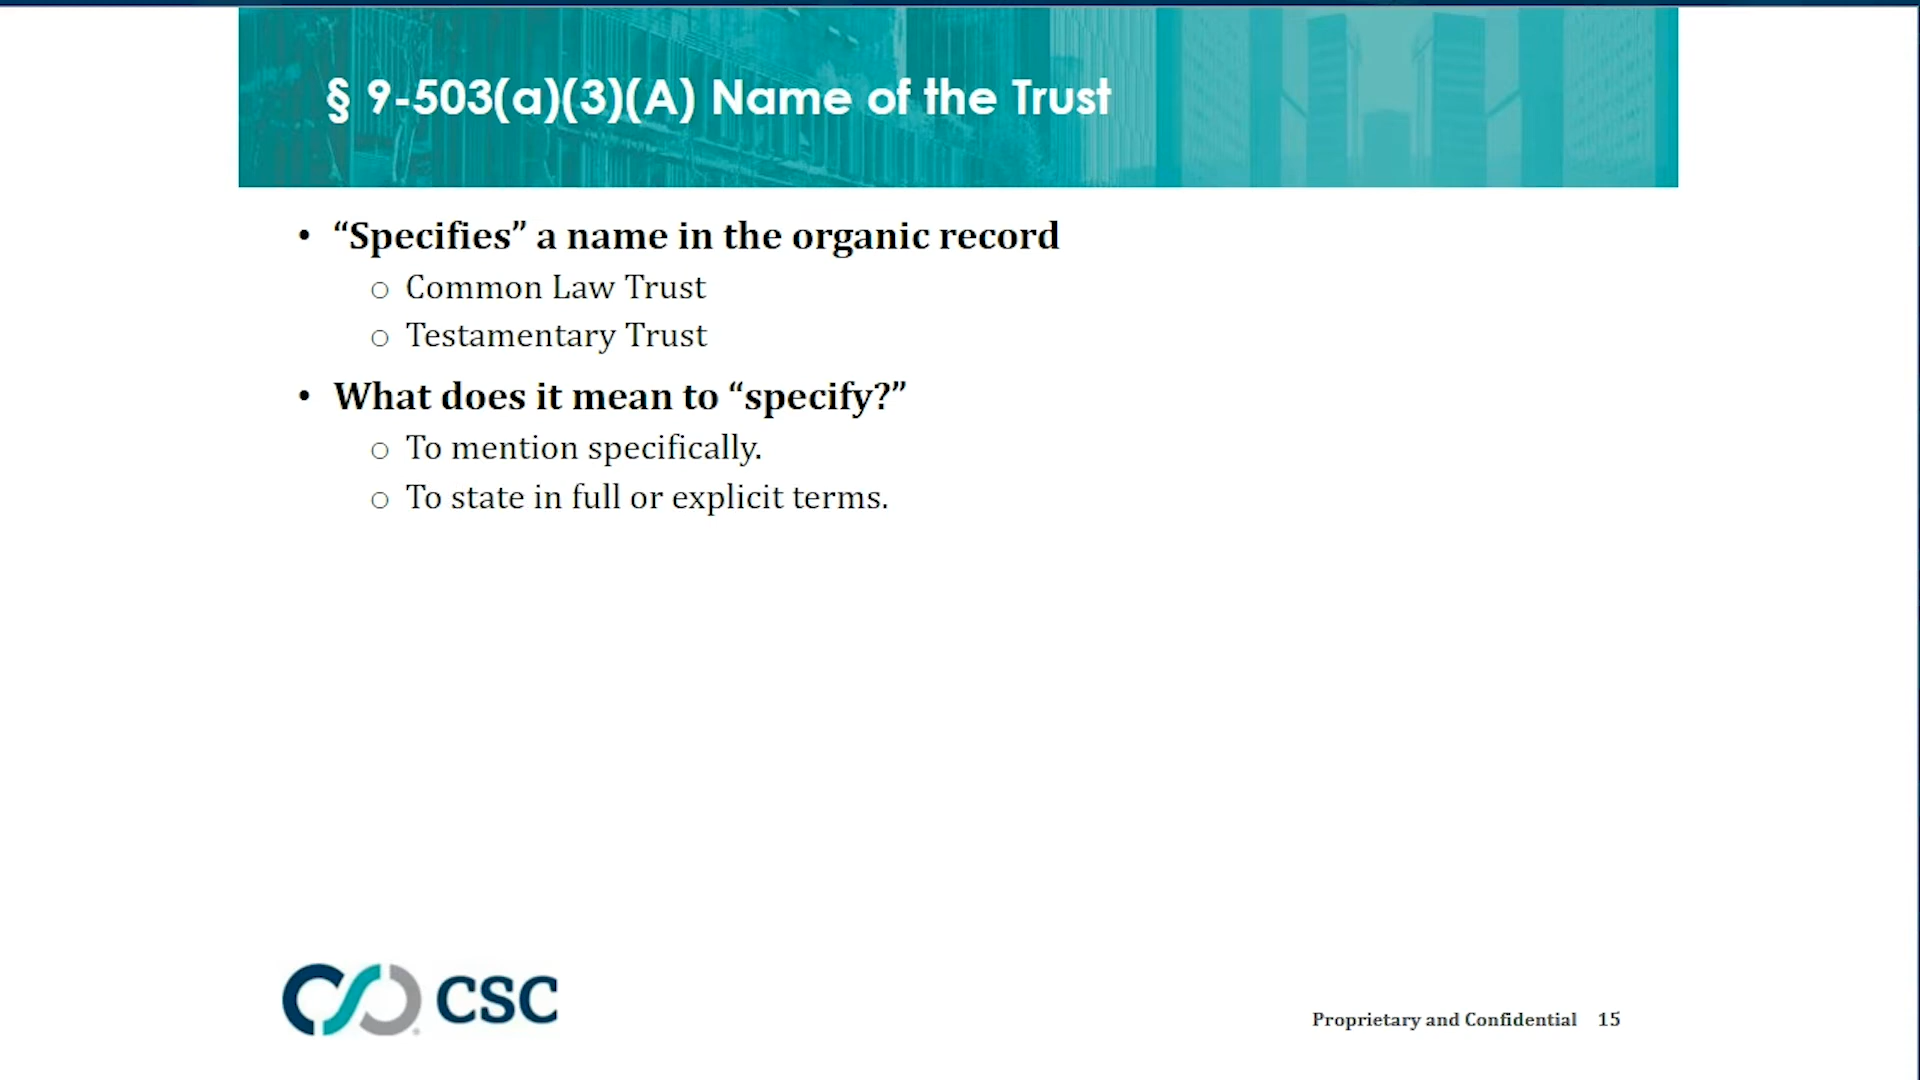 § 9-503(a)(3)(A) Name of the Trust
• “Specifies” a name in the organic record
○ Common Law Trust
○ Testamentary Trust
• What does it mean to “specify?”
○ To mention specifically.
○ To state in full or explicit terms.
CSC
Proprietary and Confidential 15